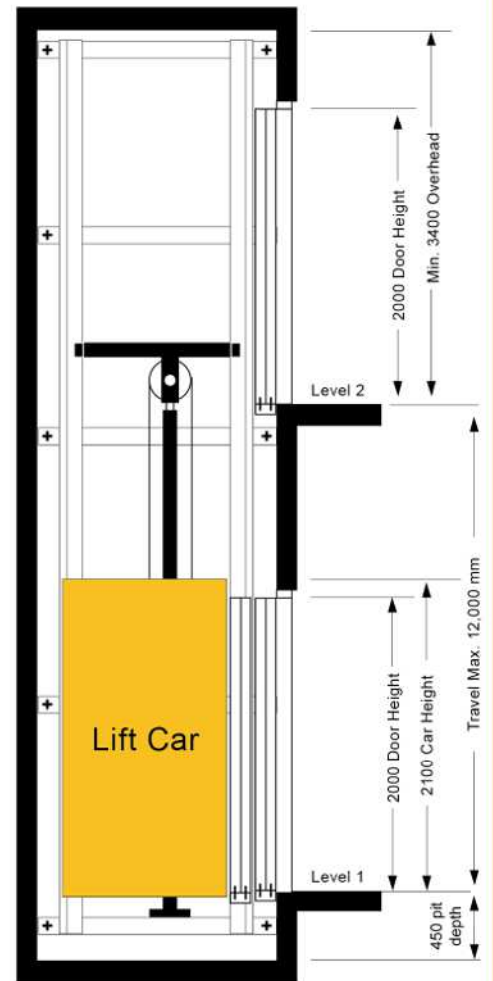 Min. 3400 Overhead
2000 Door Height
Level 2
Travel Max. 12,000 mm
Lift Car
2000 Door Height
2100 Car Height
Level 1
450 pit
depth